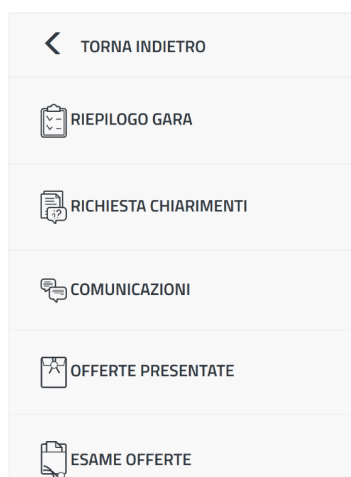 TORNA INDIETRO
RIEPILOGO GARA
RICHIESTA CHIARIMENTI
COMUNICAZIONI
OFFERTE PRESENTATE
ESAME OFFERTE